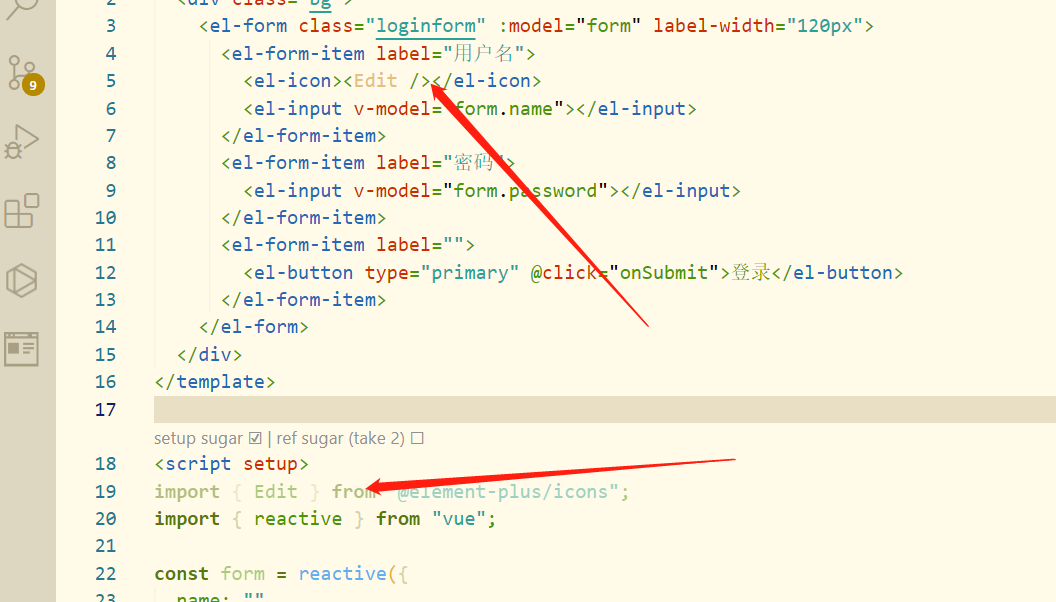 2 <div class="bg">
3 <el-form class="loginform" :model="form" label-width="120px">
4 <el-form-item label="用户名">
5 <el-icon><Edit /></el-icon>
6 <el-input v-model="form.name"></el-input>
7 </el-form-item>
8 <el-form-item label="密码">
9 <el-input v-model="form.password"></el-input>
10 </el-form-item>
11 <el-form-item label="">
12 <el-button type="primary" @click="onSubmit">登录</el-button>
13 </el-form-item>
14 </el-form>
15 </div>
16 </template>
17
setup sugar ☑ | ref sugar (take 2) ☐
18 <script setup>
19 import { Edit } from "@element-plus/icons";
20 import { reactive } from "vue";
21
22 const form = reactive({
23 name: ""
9